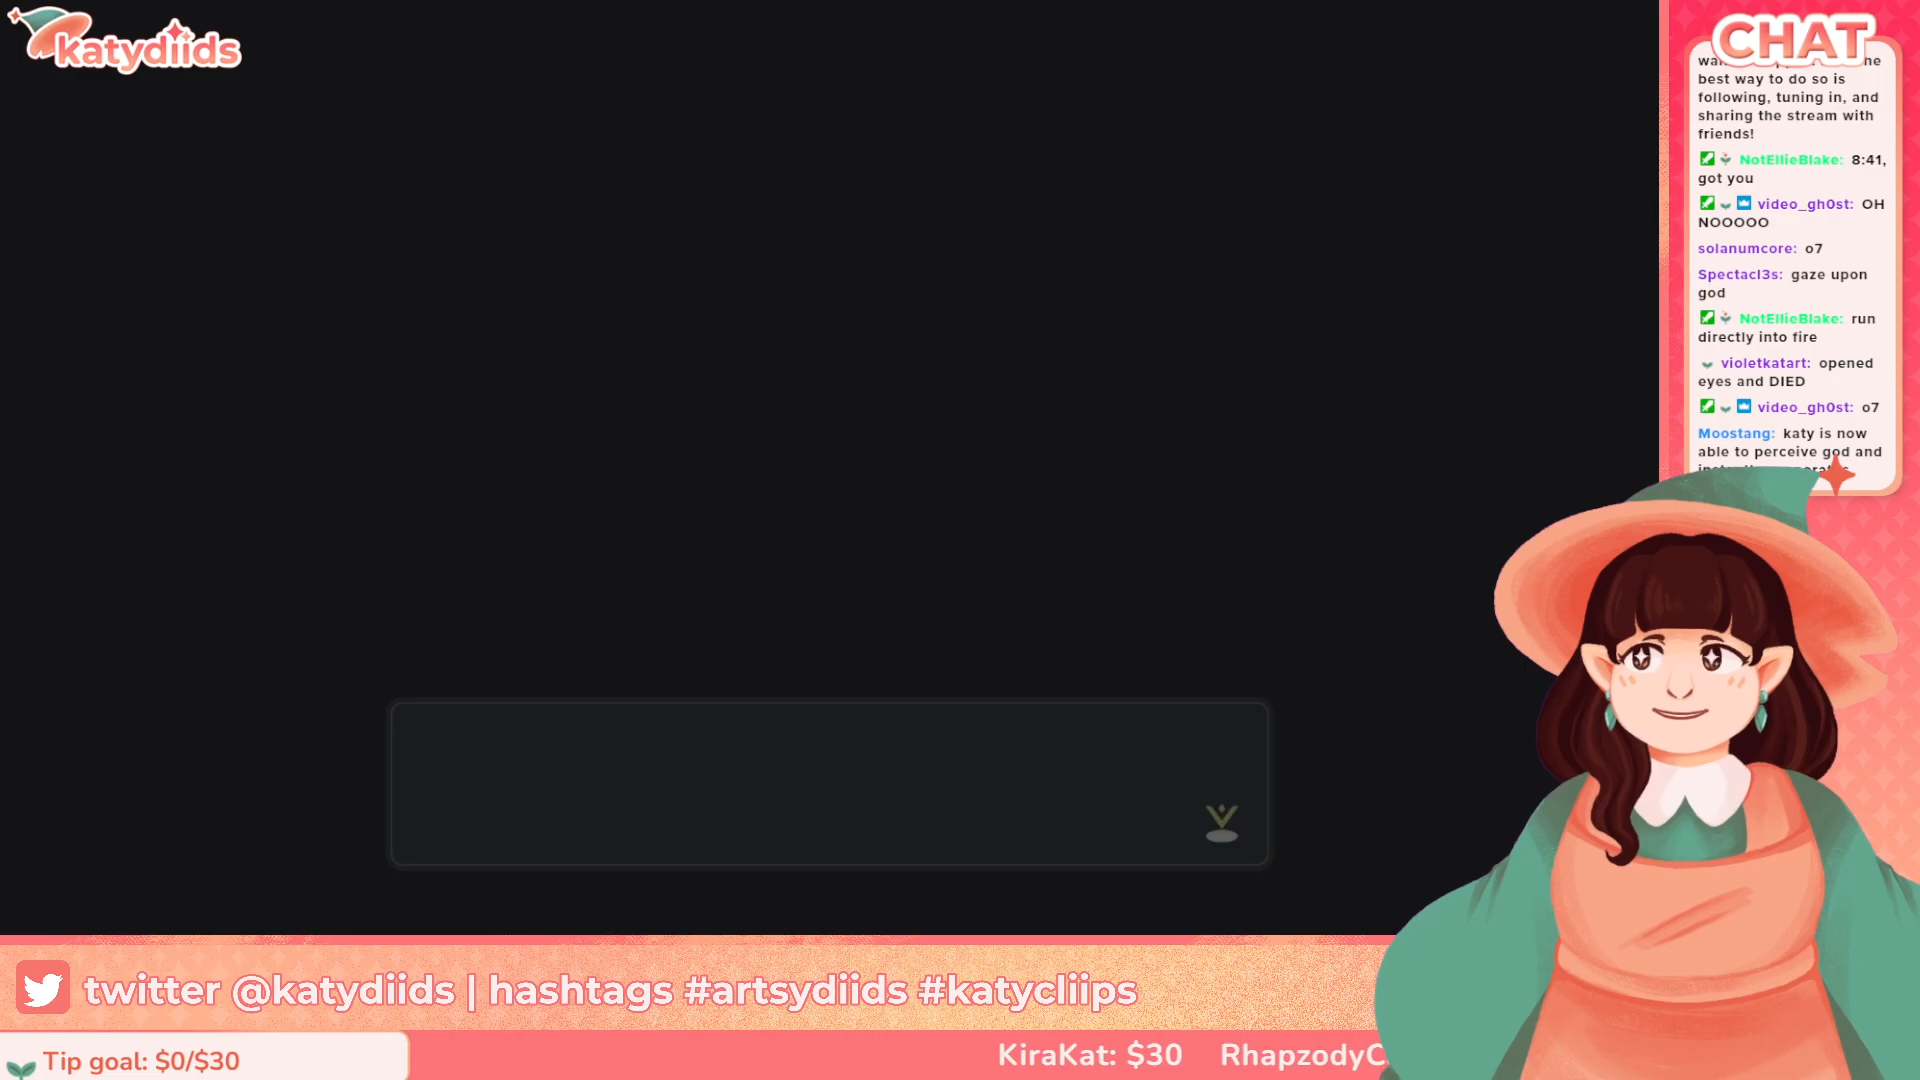 katydiids
CHAT
best way to do so is
following, tuning in, and
sharing the stream with
friends!
NotEllieBlake: 8:41,
got you
video_gh0st: OH
NOOOOO
solanumcore: o7
Spectacl3s: gaze upon
god
NotEllieBlake: run
directly into fire
violetkatart: opened
eyes and DIED
video_gh0st: o7
Moostang: katy is now
able to perceive god and
twitter @katydiids | hashtags #artsydiids #katycliips
Tip goal: $0/$30
KiraKat: $30 RhapzodyC